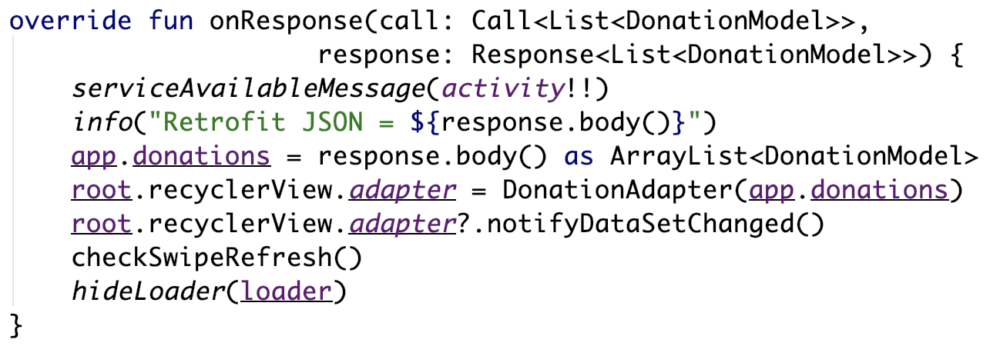 override fun onResponse(call: Call<List<DonationModel>>,
                    response: Response<List<DonationModel>>) {
    serviceAvailableMessage(activity!!)
    info("Retrofit JSON = ${response.body()}")
    app.donations = response.body() as ArrayList<DonationModel>
    root.recyclerView.adapter = DonationAdapter(app.donations)
    root.recyclerView.adapter?.notifyDataSetChanged()
    checkSwipeRefresh()
    hideLoader(loader)
}